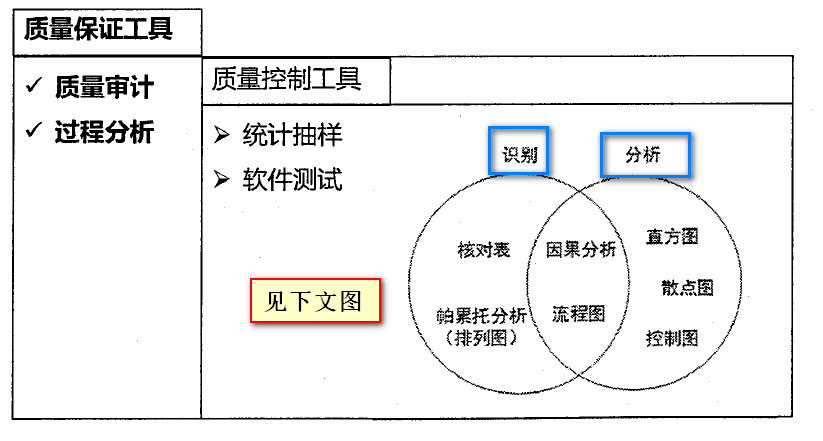 质量保证工具
✓ 质量审计
✓ 过程分析
质量控制工具
➢ 统计抽样
➢ 软件测试
见下文图
识别
分析
核对表
帕累托分析
（排列图）
因果分析
流程图
直方图
散点图
控制图